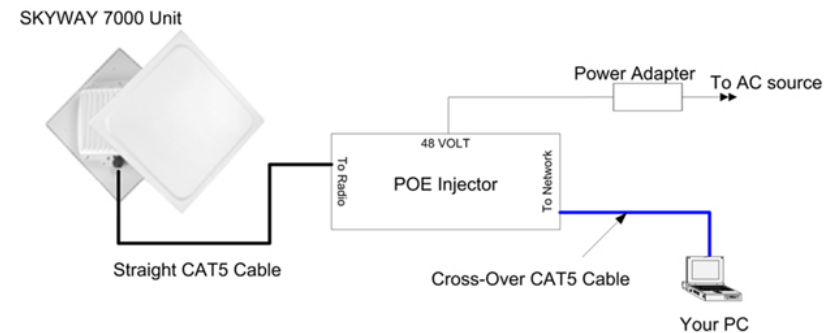 SKYWAY 7000 Unit
Power Adapter
To AC source
48 VOLT
To Radio
POE Injector
To Network
Straight CAT5 Cable
Cross-Over CAT5 Cable
Your PC